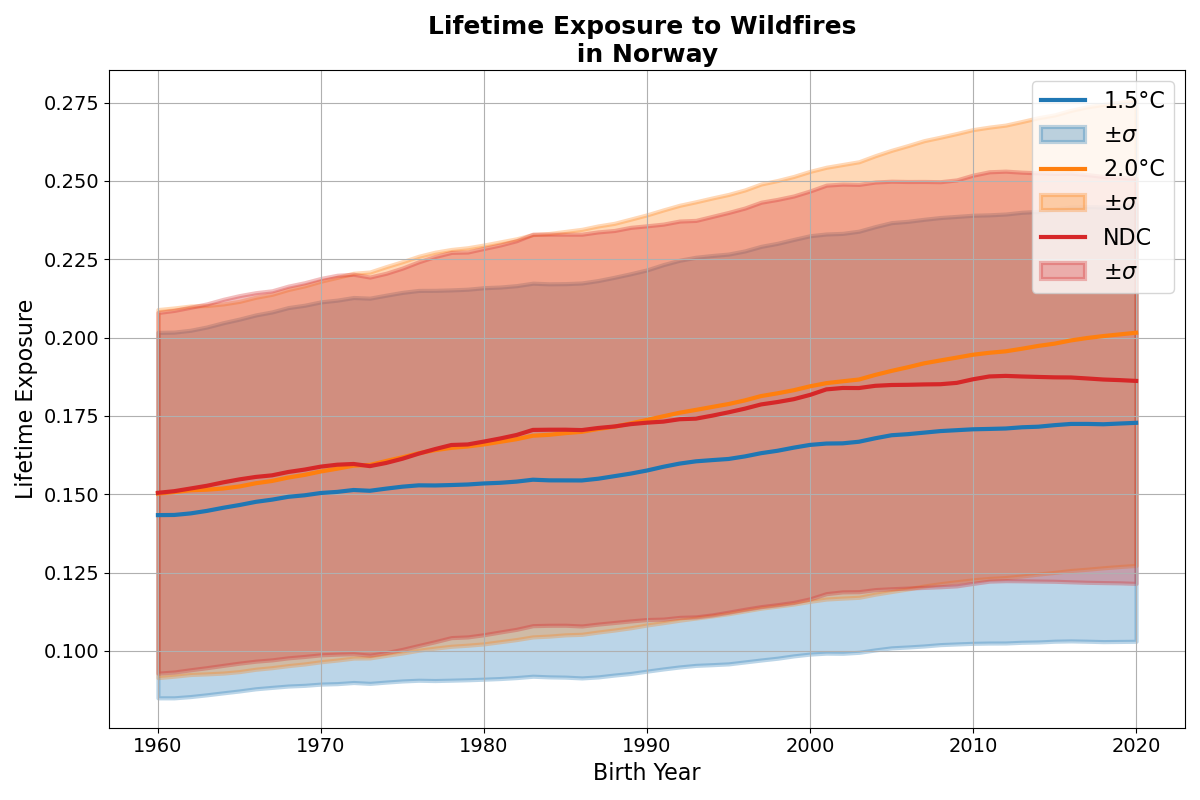 Lifetime Exposure to Wildfires
in Norway
0.275
0.250
0.225
0.200
0.175
0.150
0.125
0.100
Lifetime Exposure
1.5°C
±σ
2.0°C
±σ
NDC
±σ
1960 1970 1980 1990 2000 2010 2020
Birth Year